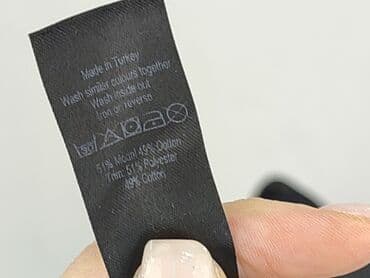 Made in Turkey
Wash similar colours together
Wash inside out
Iron on reverse
51% Modal 49% Cotton
Trim: 51% Polyester
49% Cotton